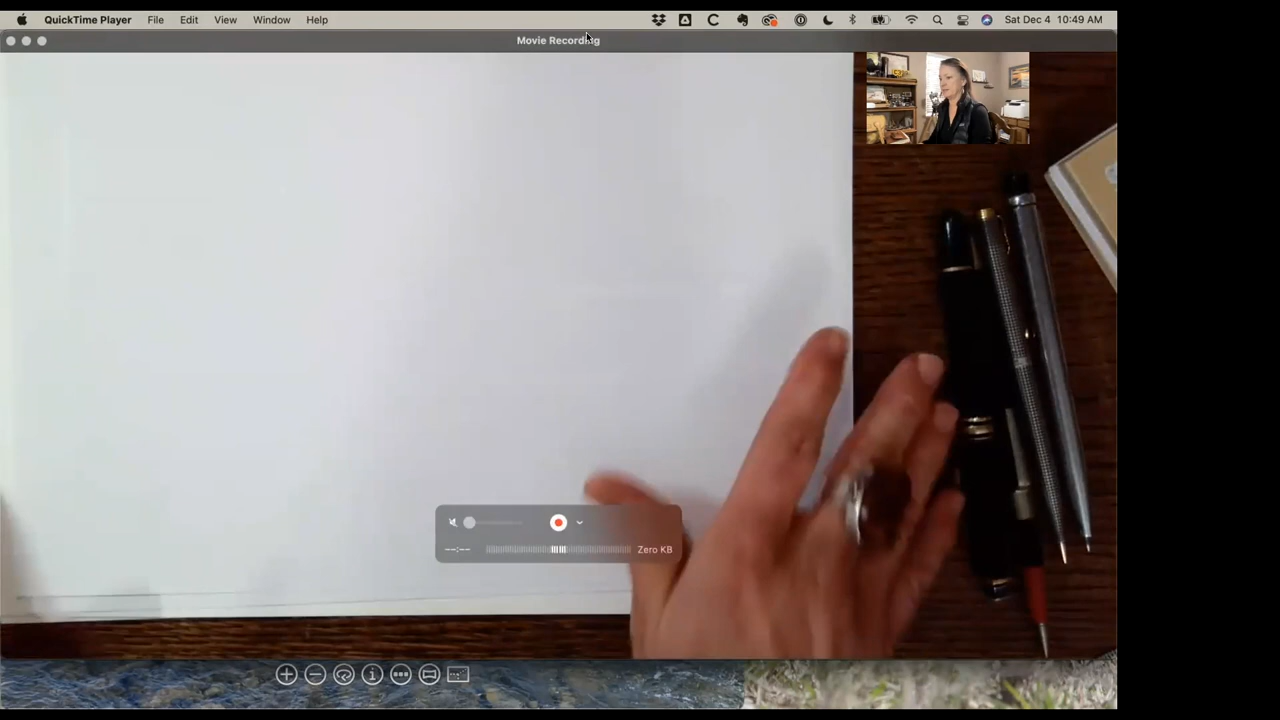 QuickTime Player File Edit View Window Help Sat Dec 4 10:49 AM
Movie Recording
--:-- Zero KB